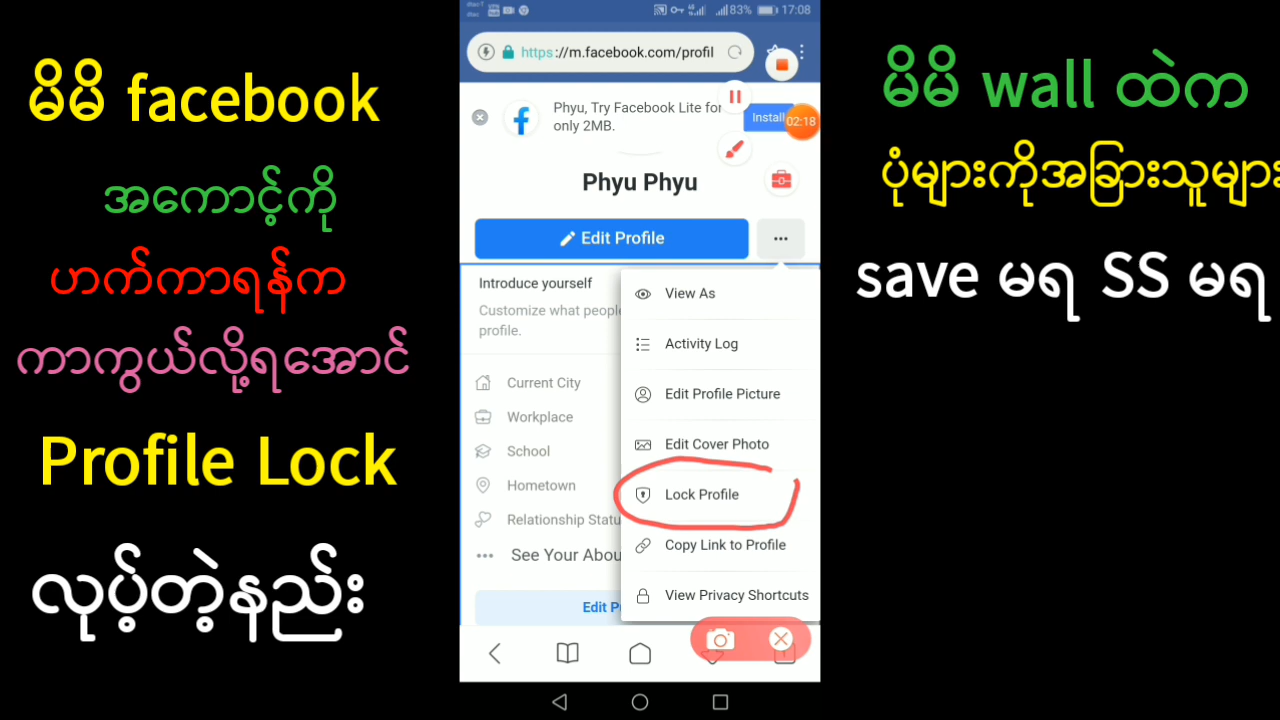 မိမိ facebook
အကောင့်ကို
ဟက်ကာရန်က
ကာကွယ်လို့ရအောင်
Profile Lock
လုပ့်တဲ့နည်း
dtacT
dtac
83% 17:08
https://m.facebook.com/profil
Phyu, Try Facebook Lite for
only 2MB.
Install
02:18
Phyu Phyu
Edit Profile
Introduce yourself
Customize what people
profile.
Current City
Workplace
School
Hometown
Relationship Statu
See Your Abou
Edit P
View As
Activity Log
Edit Profile Picture
Edit Cover Photo
Lock Profile
Copy Link to Profile
View Privacy Shortcuts
မိမိ wall ထဲက
ပုံများကိုအခြားသူများ
save မရ SS မရ